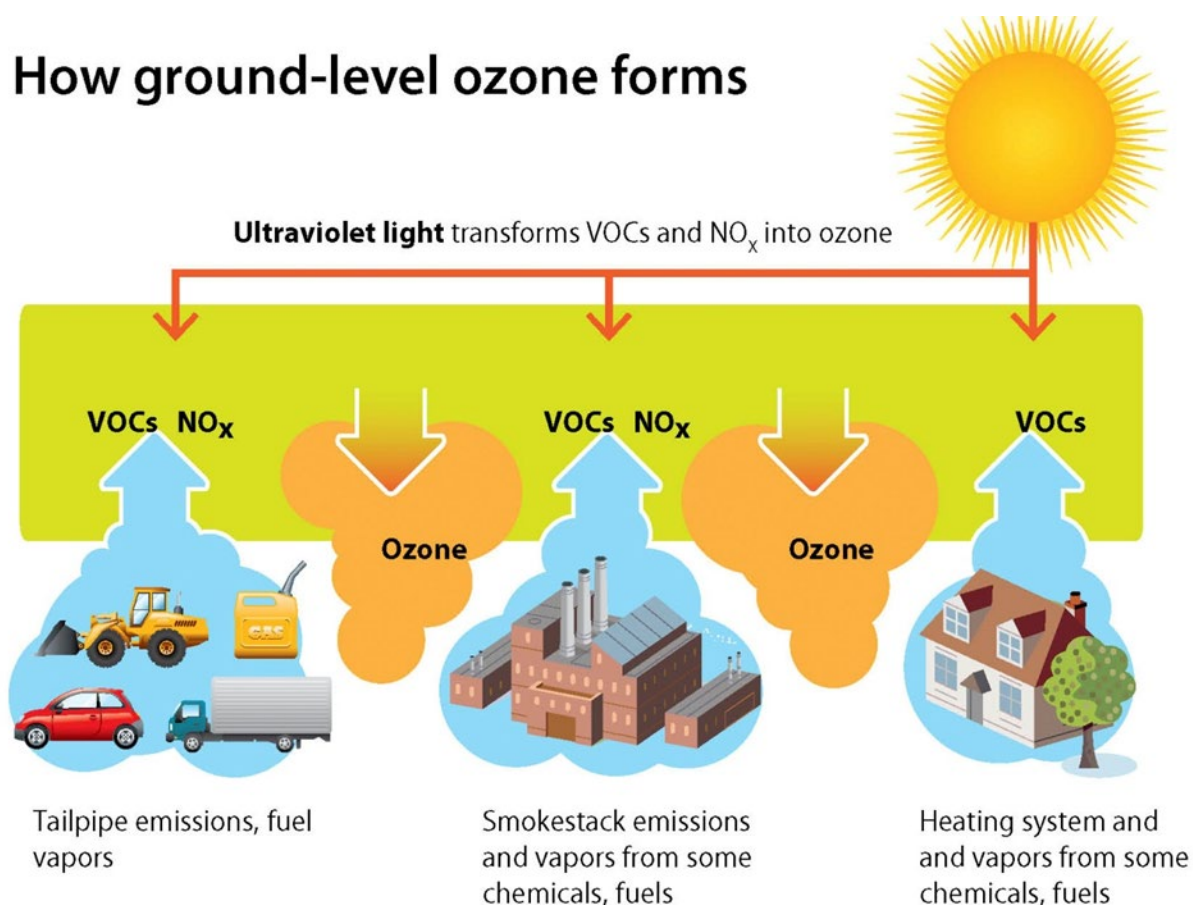 How ground-level ozone forms
Ultraviolet light transforms VOCs and NOx into ozone
VOCs NOx
VOCs NOx
VOCs
Ozone
Ozone
GAS
Tailpipe emissions, fuel
vapors
Smokestack emissions
and vapors from some
chemicals, fuels
Heating system and
and vapors from some
chemicals, fuels